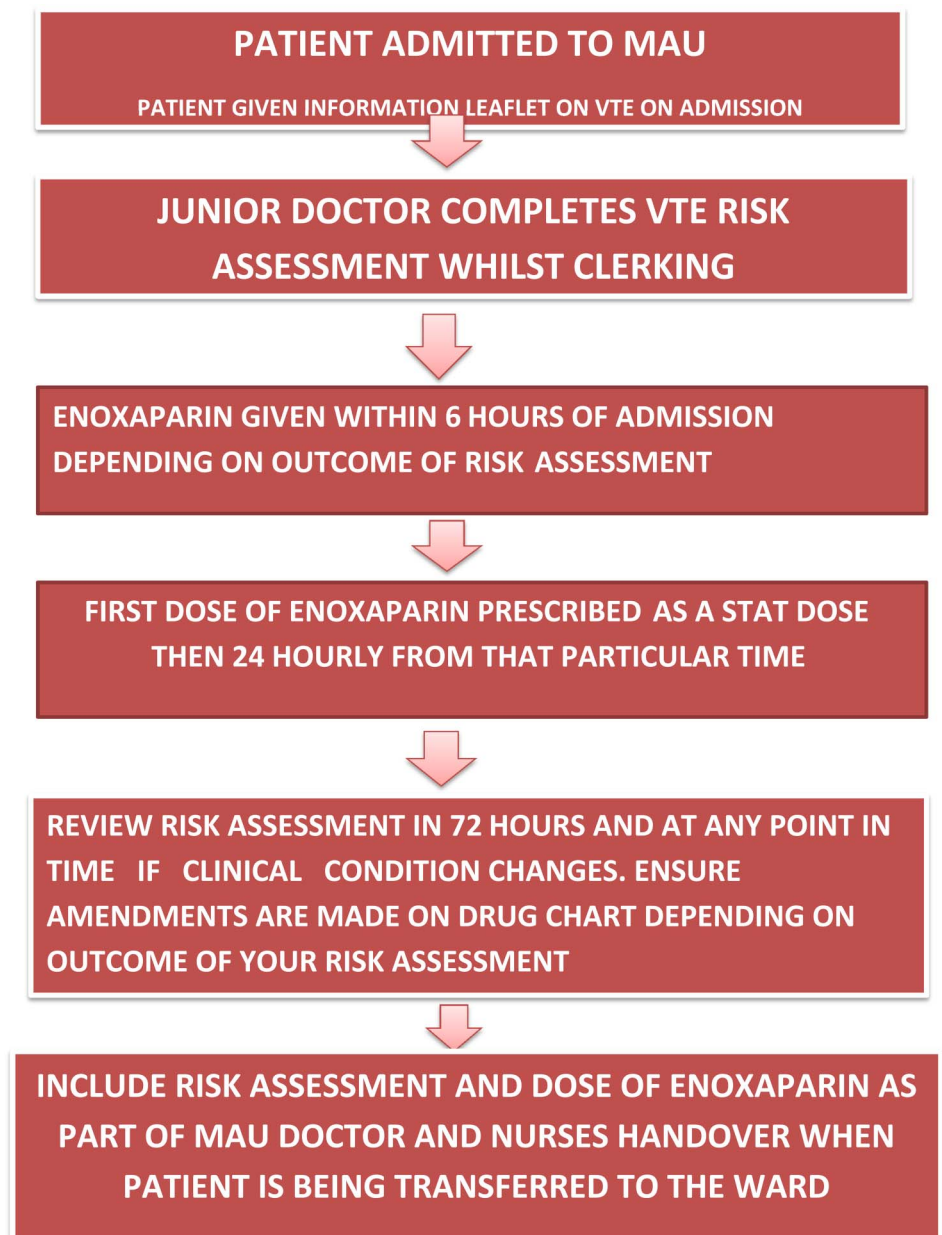 PATIENT ADMITTED TO MAU
PATIENT GIVEN INFORMATION LEAFLET ON VTE ON ADMISSION
JUNIOR DOCTOR COMPLETES VTE RISK
ASSESSMENT WHILST CLERKING
ENOXAPARIN GIVEN WITHIN 6 HOURS OF ADMISSION
DEPENDING ON OUTCOME OF RISK ASSESSMENT
FIRST DOSE OF ENOXAPARIN PRESCRIBED AS A STAT DOSE
THEN 24 HOURLY FROM THAT PARTICULAR TIME
REVIEW RISK ASSESSMENT IN 72 HOURS AND AT ANY POINT IN
TIME IF CLINICAL CONDITION CHANGES. ENSURE
AMENDMENTS ARE MADE ON DRUG CHART DEPENDING ON
OUTCOME OF YOUR RISK ASSESSMENT
INCLUDE RISK ASSESSMENT AND DOSE OF ENOXAPARIN AS
PART OF MAU DOCTOR AND NURSES HANDOVER WHEN
PATIENT IS BEING TRANSFERRED TO THE WARD